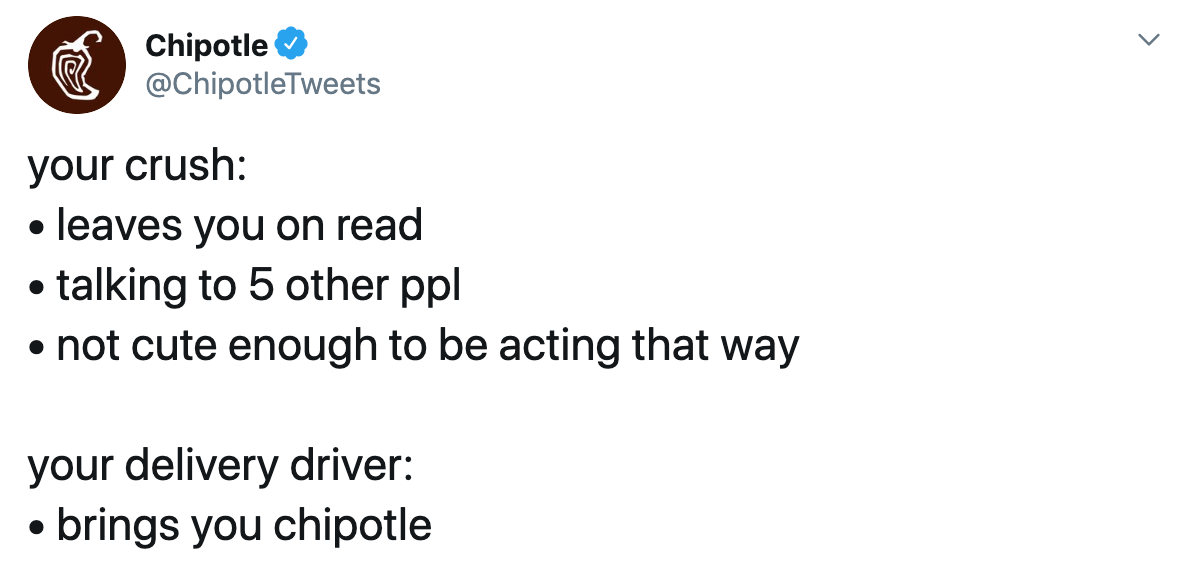 Chipotle
@ChipotleTweets
your crush:
• leaves you on read
• talking to 5 other ppl
• not cute enough to be acting that way
your delivery driver:
• brings you chipotle